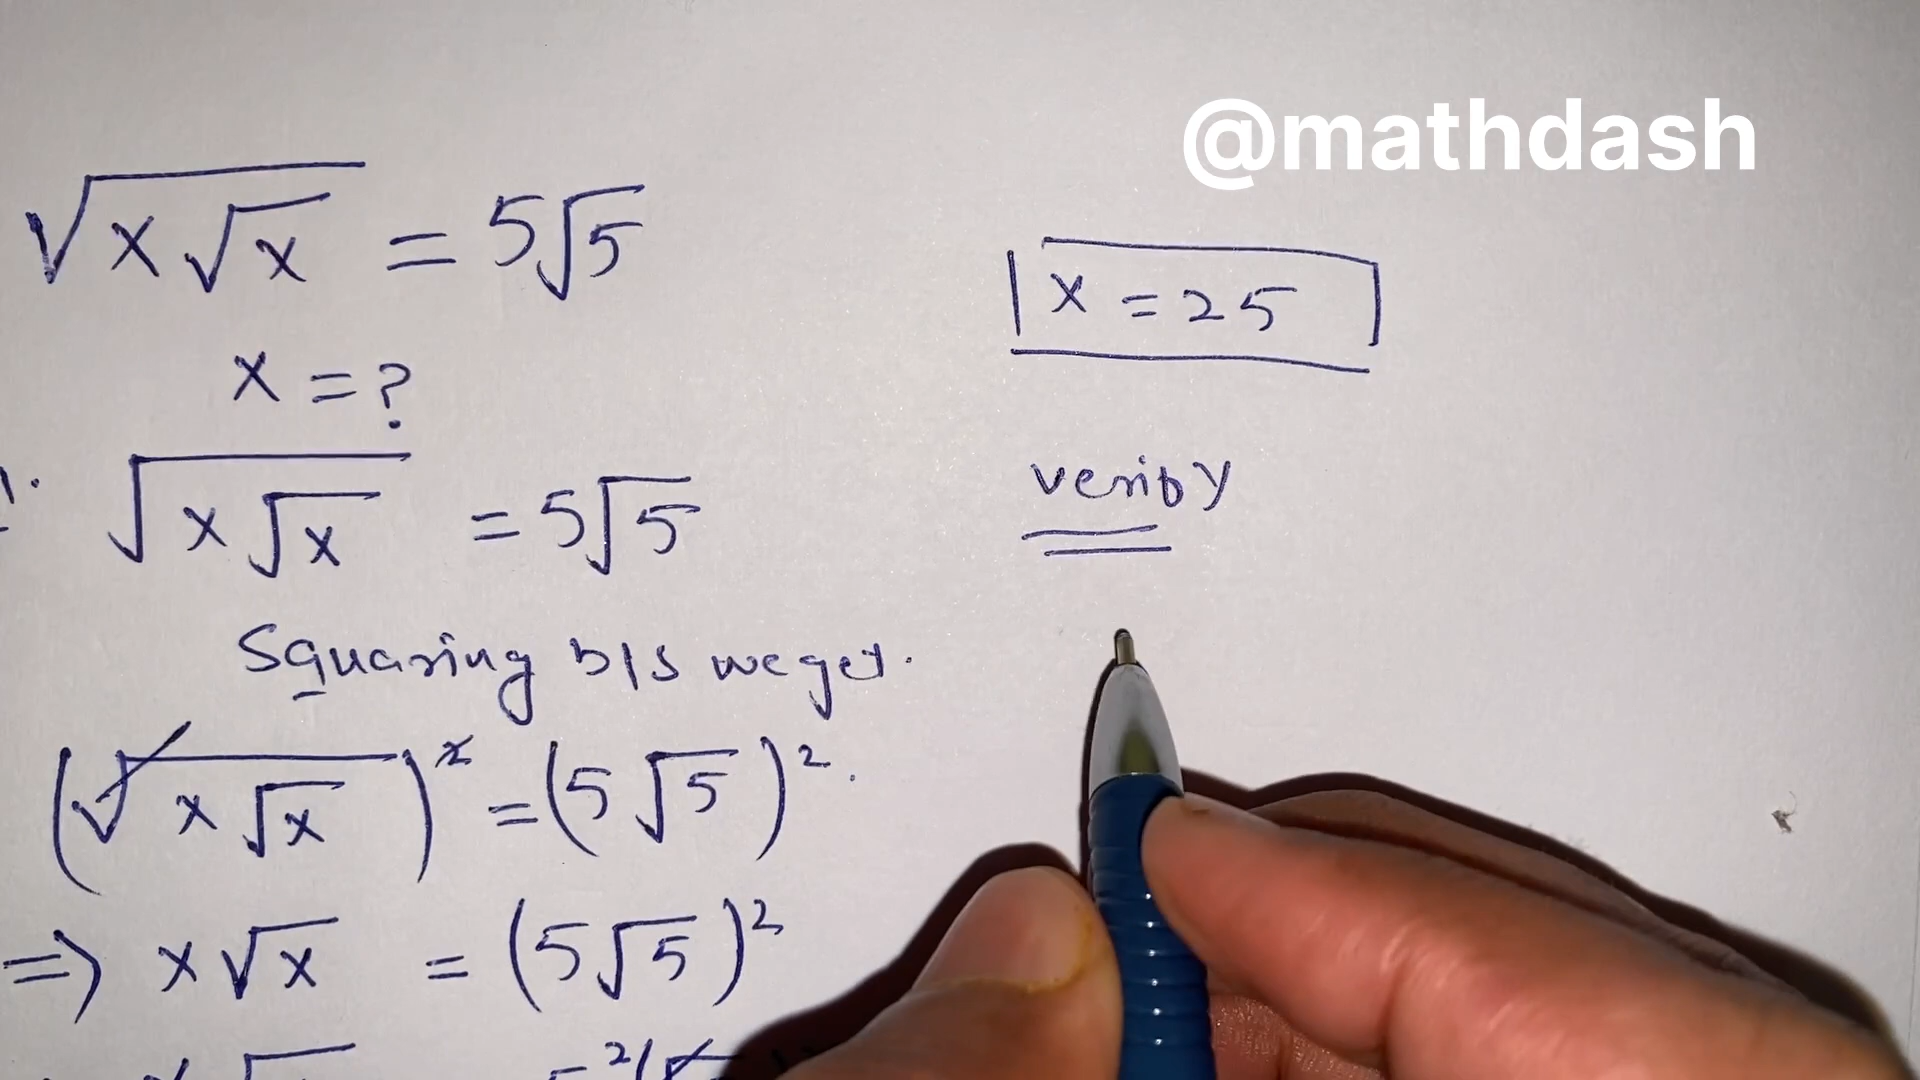 @mathdash
√(x√x) = 5√5
x = ?
√(x√x) = 5√5
Squaring b/s we get.
(√(x√x))² = (5√5)².
=> x√x = (5√5)²
x = 25
verify